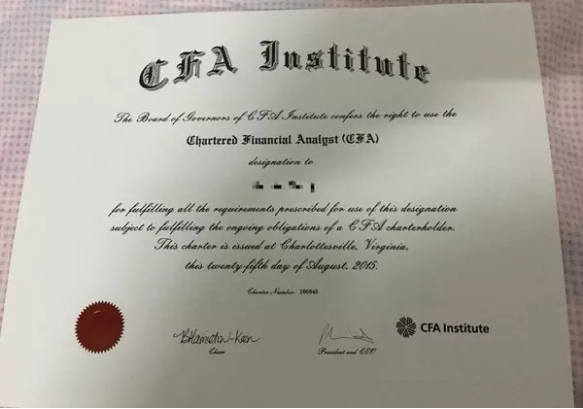 CFA Institute
The Board of Governors of CFA Institute confers the right to use the
Chartered Financial Analyst (CFA)
designation to
for fulfilling all the requirements prescribed for use of this designation
subject to fulfilling the ongoing obligations of a CFA charterholder.
This charter is issued at Charlottesville, Virginia,
this twenty-fifth day of August, 2015.
Charter Number
Chair
President and CEO
CFA Institute